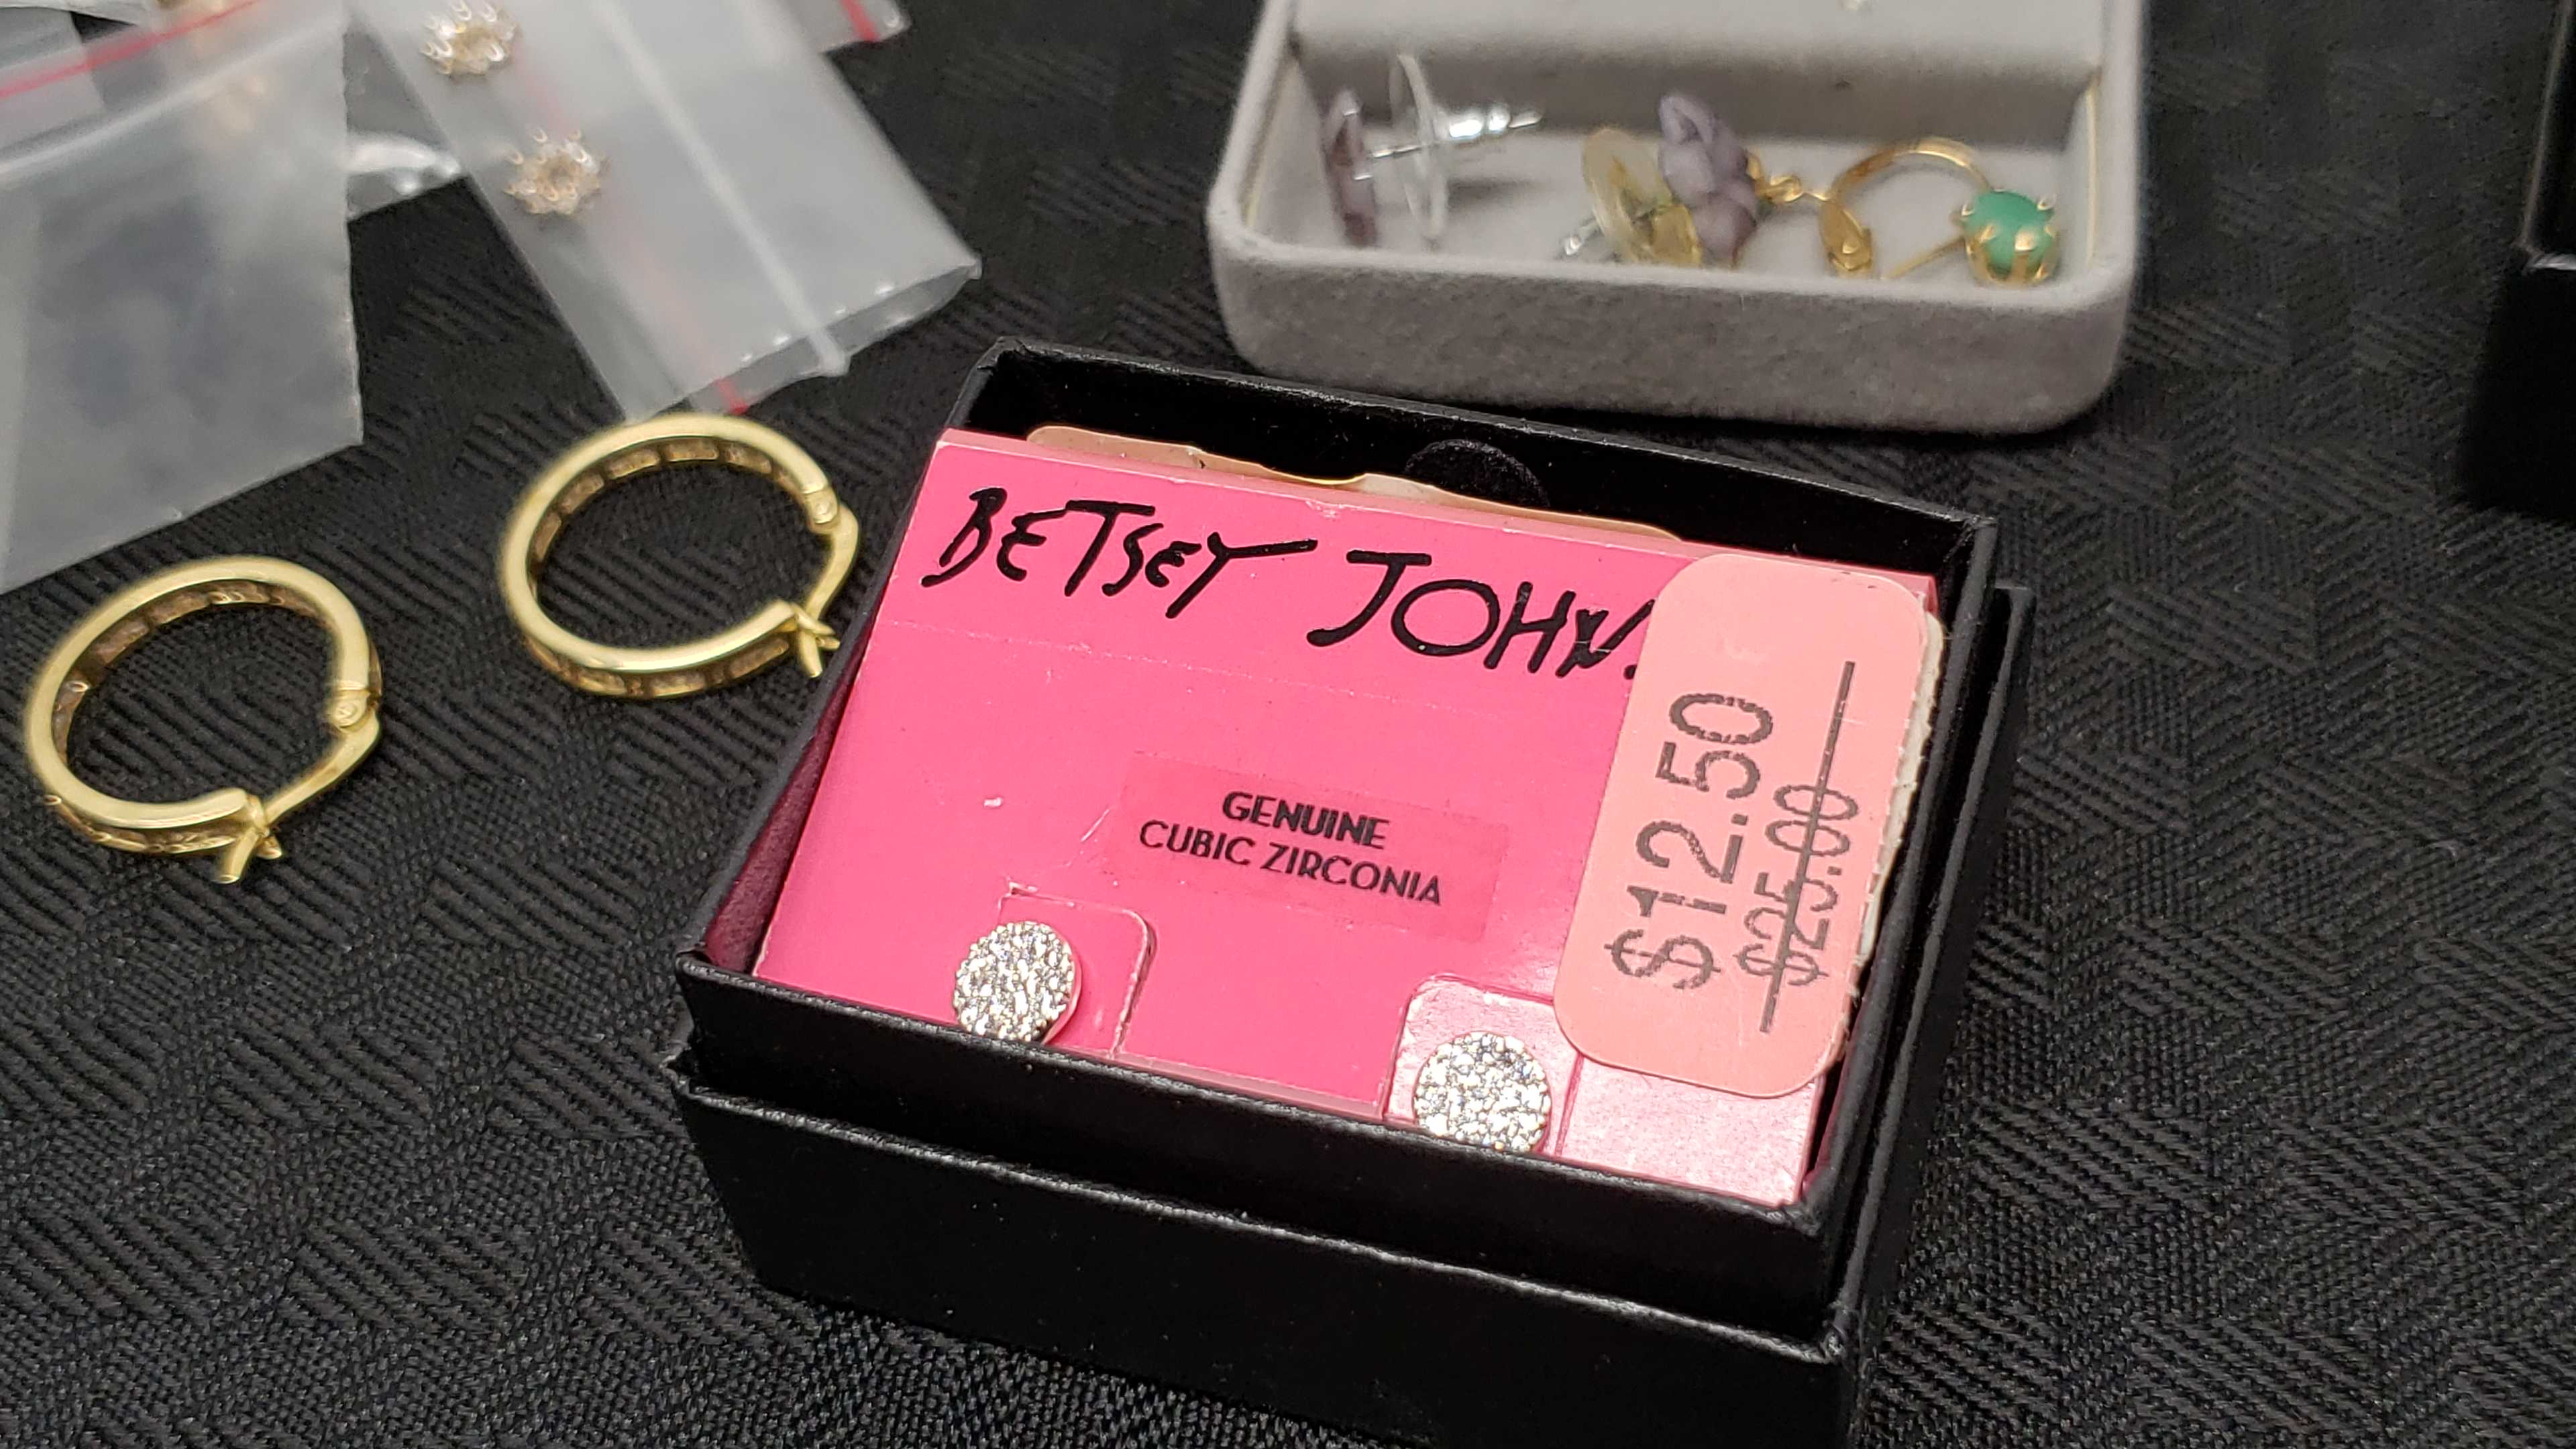 BETSEY JOHN
GENUINE
CUBIC ZIRCONIA
$12.50
$25.00